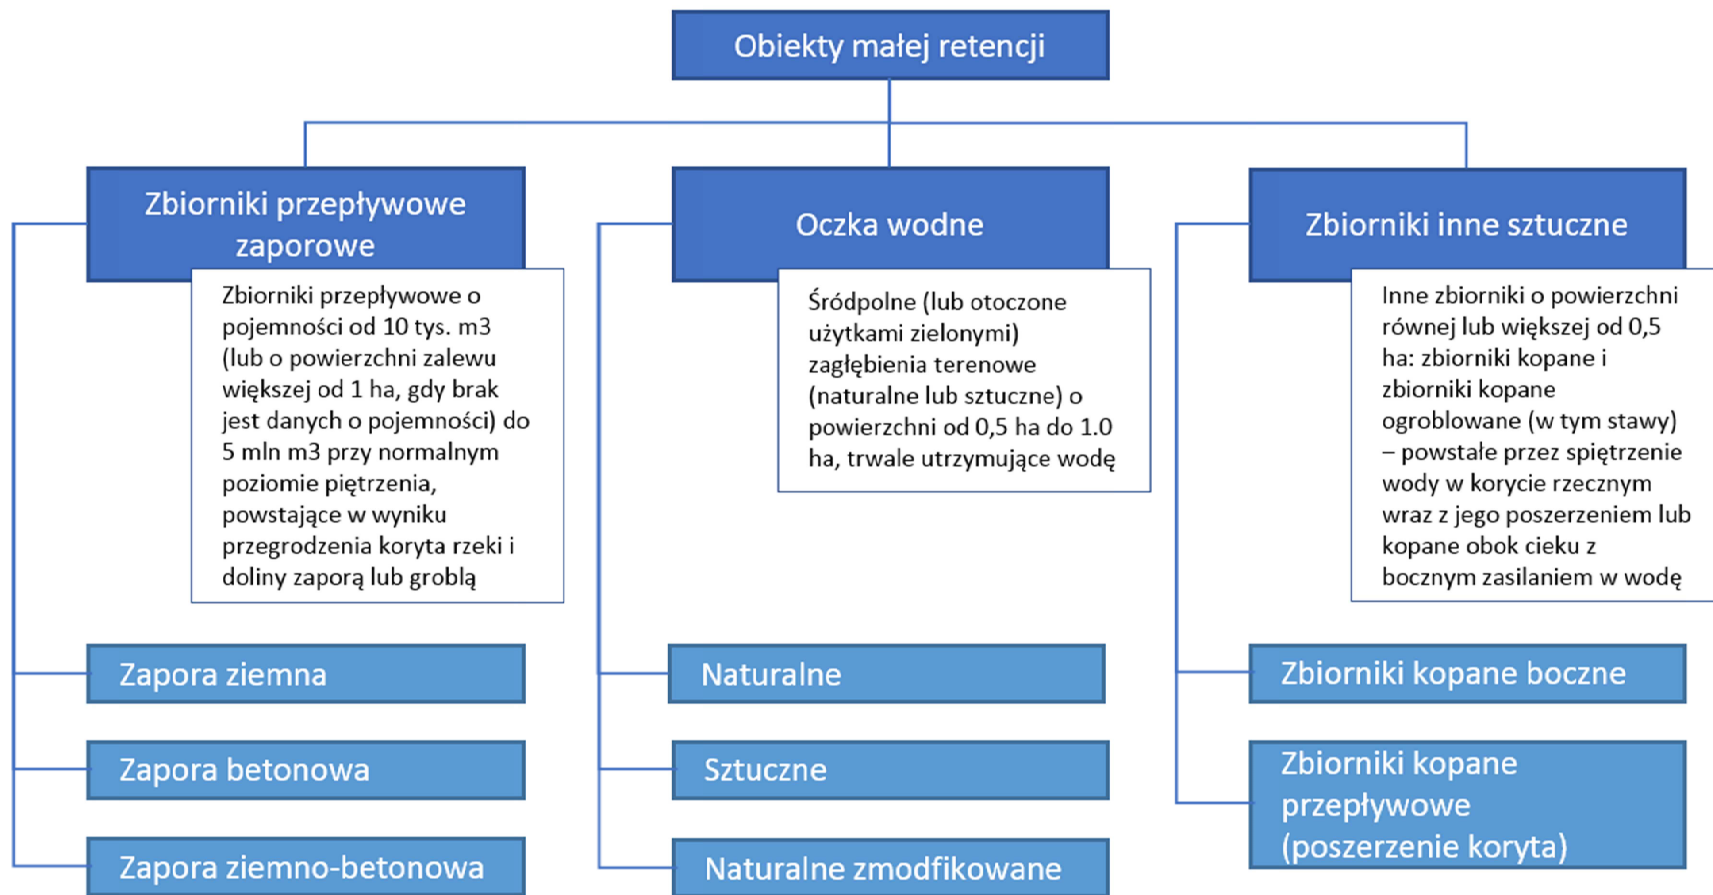 Obiekty małej retencji
Zbiorniki przepływowe
zaporowe
Zbiorniki przepływowe o
pojemności od 10 tys. m3
(lub o powierzchni zalewu
większej od 1 ha, gdy brak
jest danych o pojemności) do
5 mln m3 przy normalnym
poziomie piętrzenia,
powstające w wyniku
przegrodzenia koryta rzeki i
doliny zaporą lub groblą
Zapora ziemna
Zapora betonowa
Zapora ziemno-betonowa
Oczka wodne
Śródpolne (lub otoczone
użytkami zielonymi)
zagłębienia terenowe
(naturalne lub sztuczne) o
powierzchni od 0,5 ha do 1.0
ha, trwale utrzymujące wodę
Naturalne
Sztuczne
Naturalne zmodfikowane
Zbiorniki inne sztuczne
Inne zbiorniki o powierzchni
równej lub większej od 0,5
ha: zbiorniki kopane i
zbiorniki kopane
ogroblowane (w tym stawy)
– powstałe przez spiętrzenie
wody w korycie rzecznym
wraz z jego poszerzeniem lub
kopane obok cieku z
bocznym zasilaniem w wodę
Zbiorniki kopane boczne
Zbiorniki kopane
przepływowe
(poszerzenie koryta)